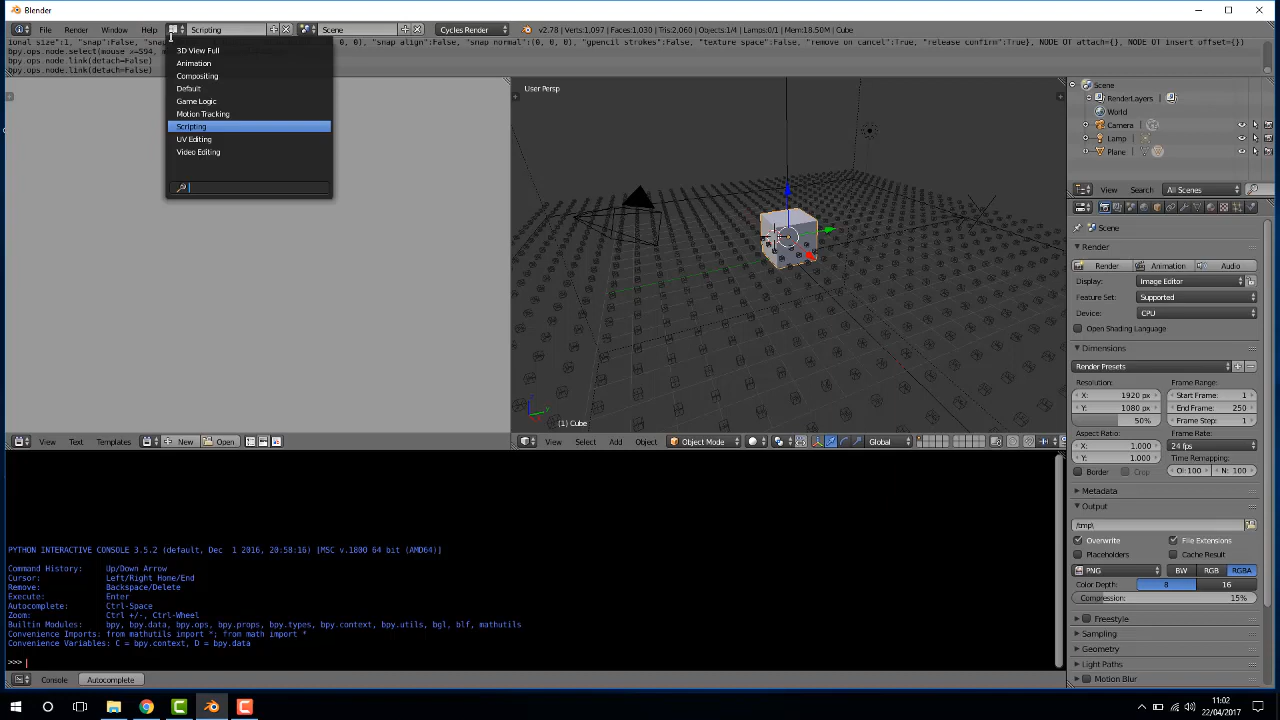 Blender
File Render Window Help Scripting Scene Cycles Render v2.78 | Verts:1,097 | Faces:1,030 | Tris:2,060 | Objects:1/4 | Lamps:0/1 | Mem:18.50M | Cube
bpy.ops.node.select(mouse
bpy.ops.node.link(detach=False)
bpy.ops.node.link(detach=False)
3D View Full
Animation
Compositing
Default
Game Logic
Motion Tracking
Scripting
UV Editing
Video Editing
User Persp
(1) Cube
View Text Templates New Open
View Select Add Object Object Mode Global
PYTHON INTERACTIVE CONSOLE 3.5.2 (default, Dec 1 2016, 20:58:16) [MSC v.1800 64 bit (AMD64)]
Command History: Up/Down Arrow
Cursor: Left/Right Home/End
Remove: Backspace/Delete
Execute: Enter
Autocomplete: Ctrl-Space
Zoom: Ctrl +/-, Ctrl-Wheel
Builtin Modules: bpy, bpy.data, bpy.ops, bpy.props, bpy.types, bpy.context, bpy.utils, bgl, blf, mathutils
Convenience Imports: from mathutils import *; from math import *
Convenience Variables: C = bpy.context, D = bpy.data
>>>
Console Autocomplete
Scene
RenderLayers
World
Camera
Lamp
Plane
View Search All Scenes
Scene
Render
Render Animation Audio
Display: Image Editor
Feature Set: Supported
Device: CPU
Open Shading Language
Dimensions
Render Presets
Resolution: Frame Range:
X: 1920 px Start Frame: 1
Y: 1080 px End Frame: 250
50% Frame Step: 1
Aspect Ratio: Frame Rate:
X: 1.000 24 fps
Y: 1.000 Time Remapping:
Border Crop Ol:100 N: 100
Metadata
Output
/tmp\
Overwrite File Extensions
Placeholders Cache Result
PNG BW RGB RGBA
Color Depth: 8 16
Compression: 15%
Freestyle
Sampling
Geometry
Light Paths
Motion Blur
11:02
22/04/2017